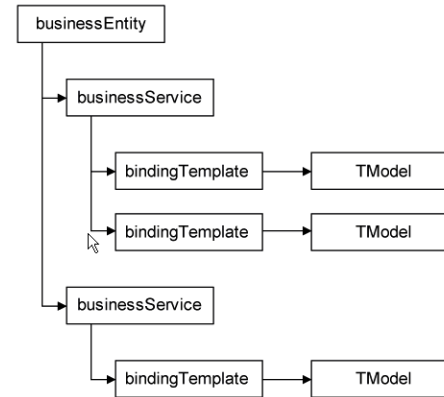 businessEntity
businessService
bindingTemplate
TModel
bindingTemplate
TModel
businessService
bindingTemplate
TModel